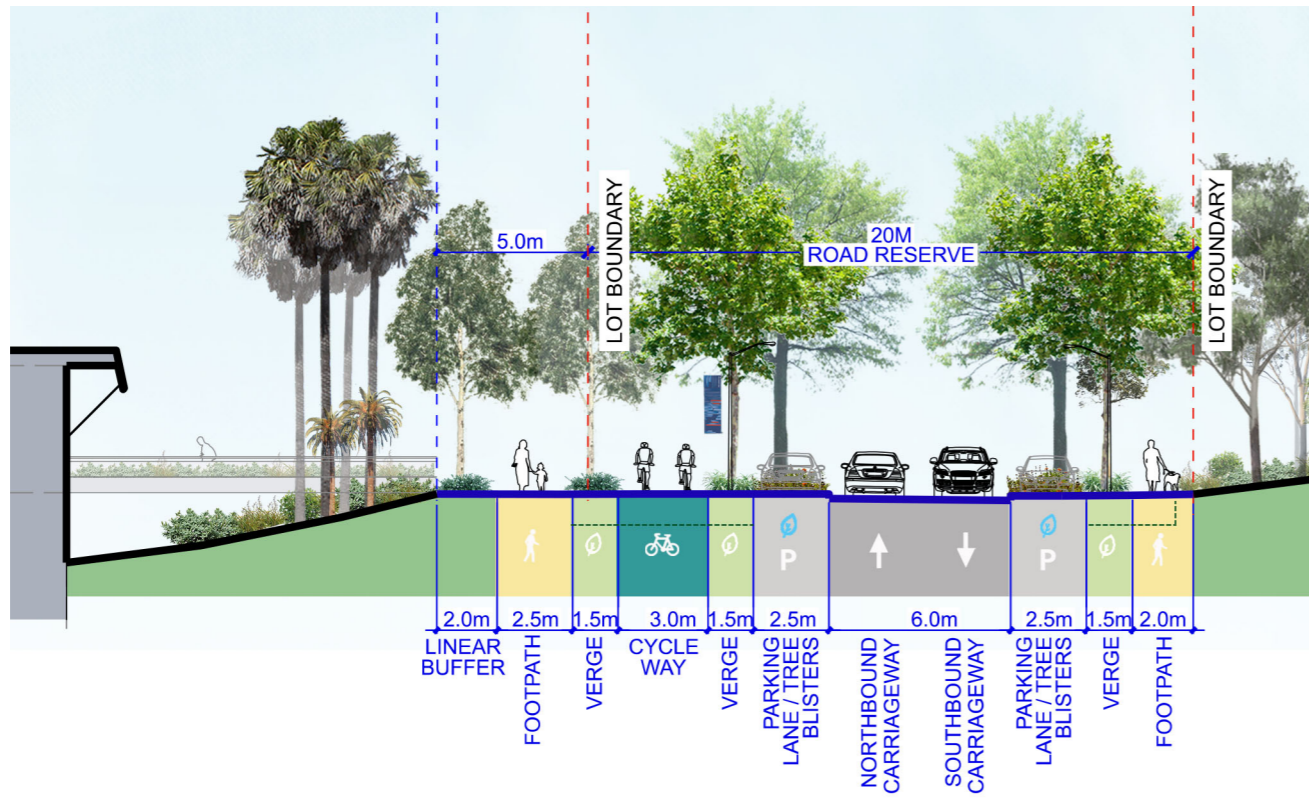 5.0m
LOT BOUNDARY
20M
ROAD RESERVE
LOT BOUNDARY
P
P
2.0m
2.5m
1.5m
3.0m
1.5m
2.5m
6.0m
2.5m
1.5m
2.0m
LINEAR
BUFFER
FOOTPATH
VERGE
CYCLE
WAY
VERGE
PARKING
LANE / TREE
BLISTERS
NORTHBOUND
CARRIAGEWAY
SOUTHBOUND
CARRIAGEWAY
PARKING
LANE / TREE
BLISTERS
VERGE
FOOTPATH